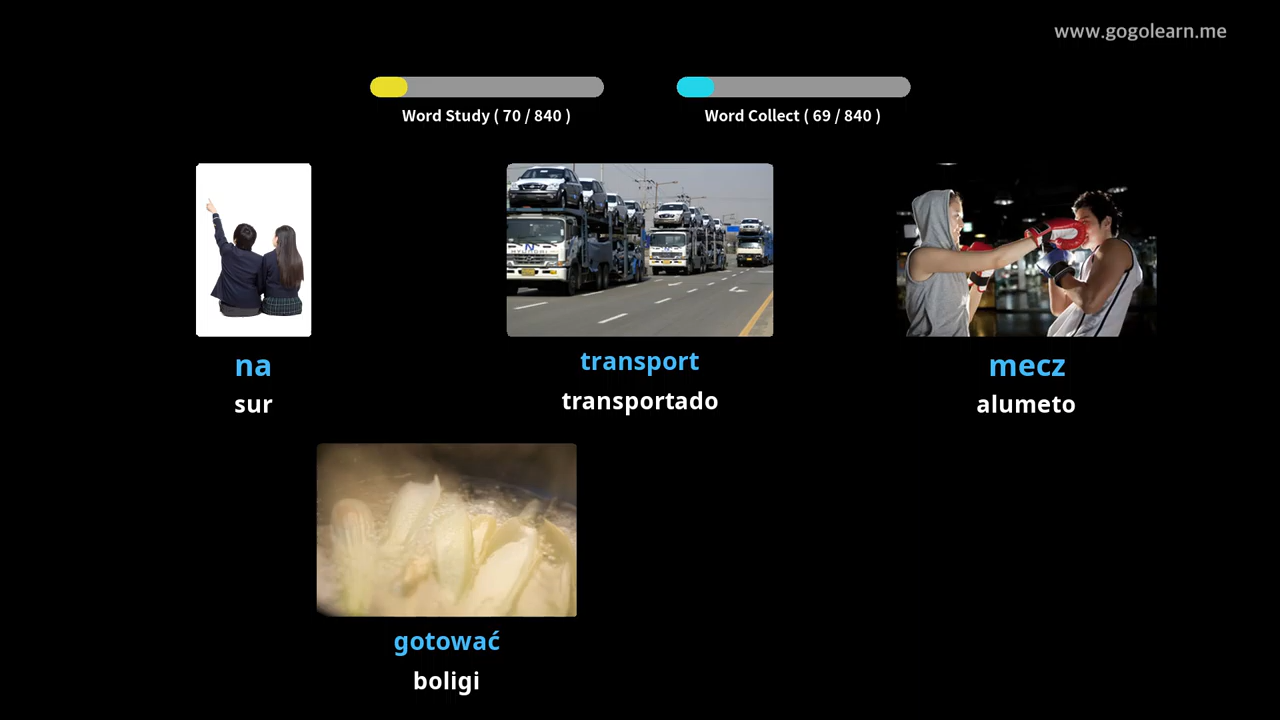 www.gogolearn.me
Word Study ( 70 / 840 )
Word Collect ( 69 / 840 )
na
sur
transport
transportado
mecz
alumeto
gotować
boligi